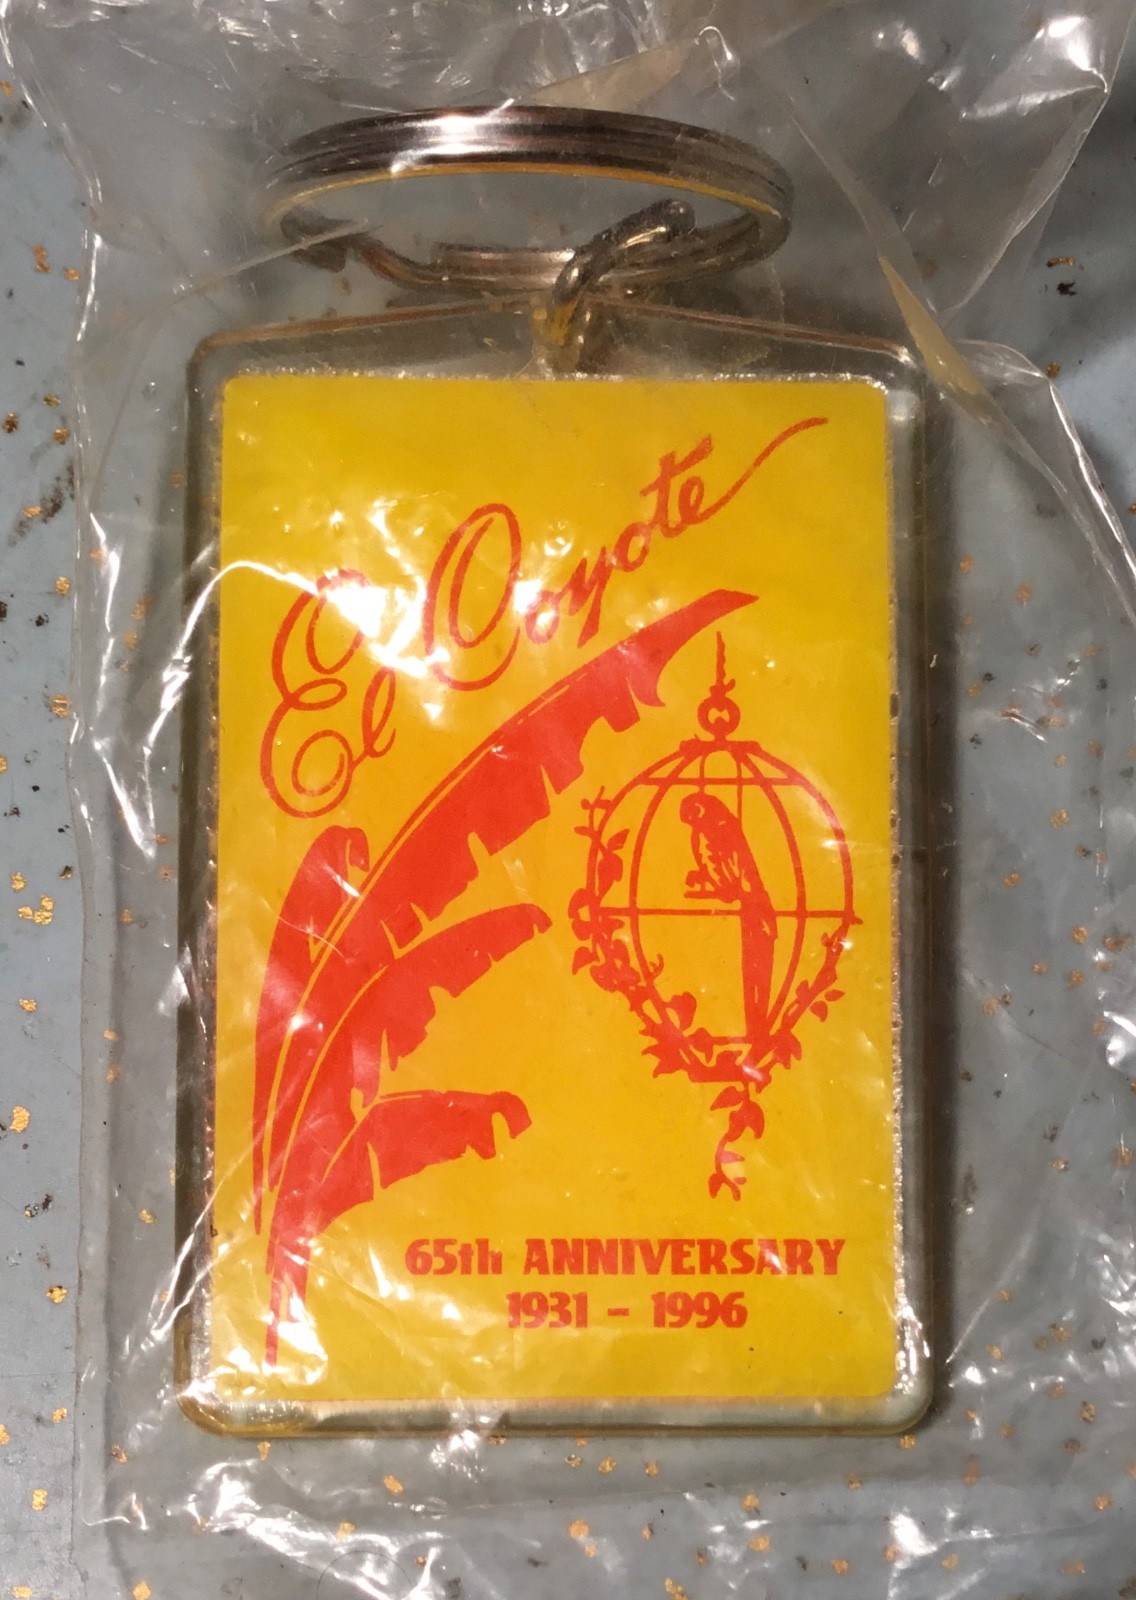 El Coyote
65th ANNIVERSARY
1931 - 1996